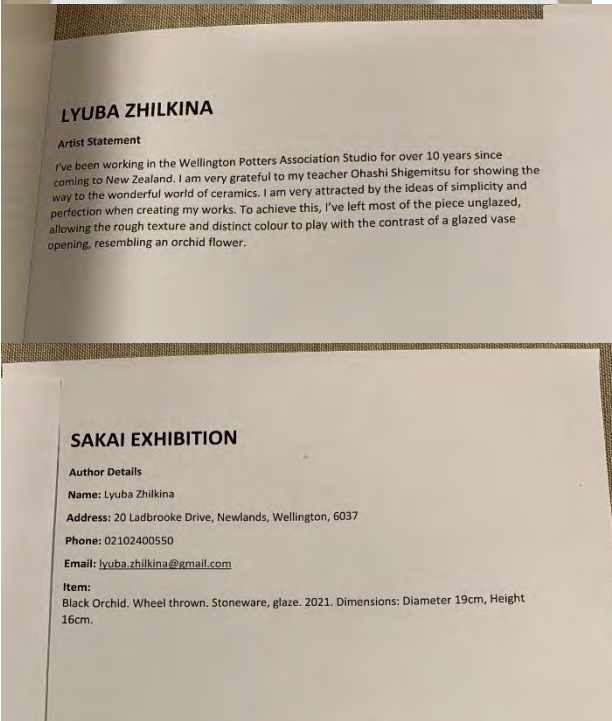 LYUBA ZHILKINA
Artist Statement
I've been working in the Wellington Potters Association Studio for over 10 years since
coming to New Zealand. I am very grateful to my teacher Ohashi Shigemitsu for showing the
way to the wonderful world of ceramics. I am very attracted by the ideas of simplicity and
perfection when creating my works. To achieve this, I've left most of the piece unglazed,
allowing the rough texture and distinct colour to play with the contrast of a glazed vase
opening, resembling an orchid flower.
SAKAI EXHIBITION
Author Details
Name: Lyuba Zhilkina
Address: 20 Ladbrooke Drive, Newlands, Wellington, 6037
Phone: 02102400550
Email: lyuba.zhilkina@gmail.com
Item:
Black Orchid. Wheel thrown. Stoneware, glaze. 2021. Dimensions: Diameter 19cm, Height
16cm.